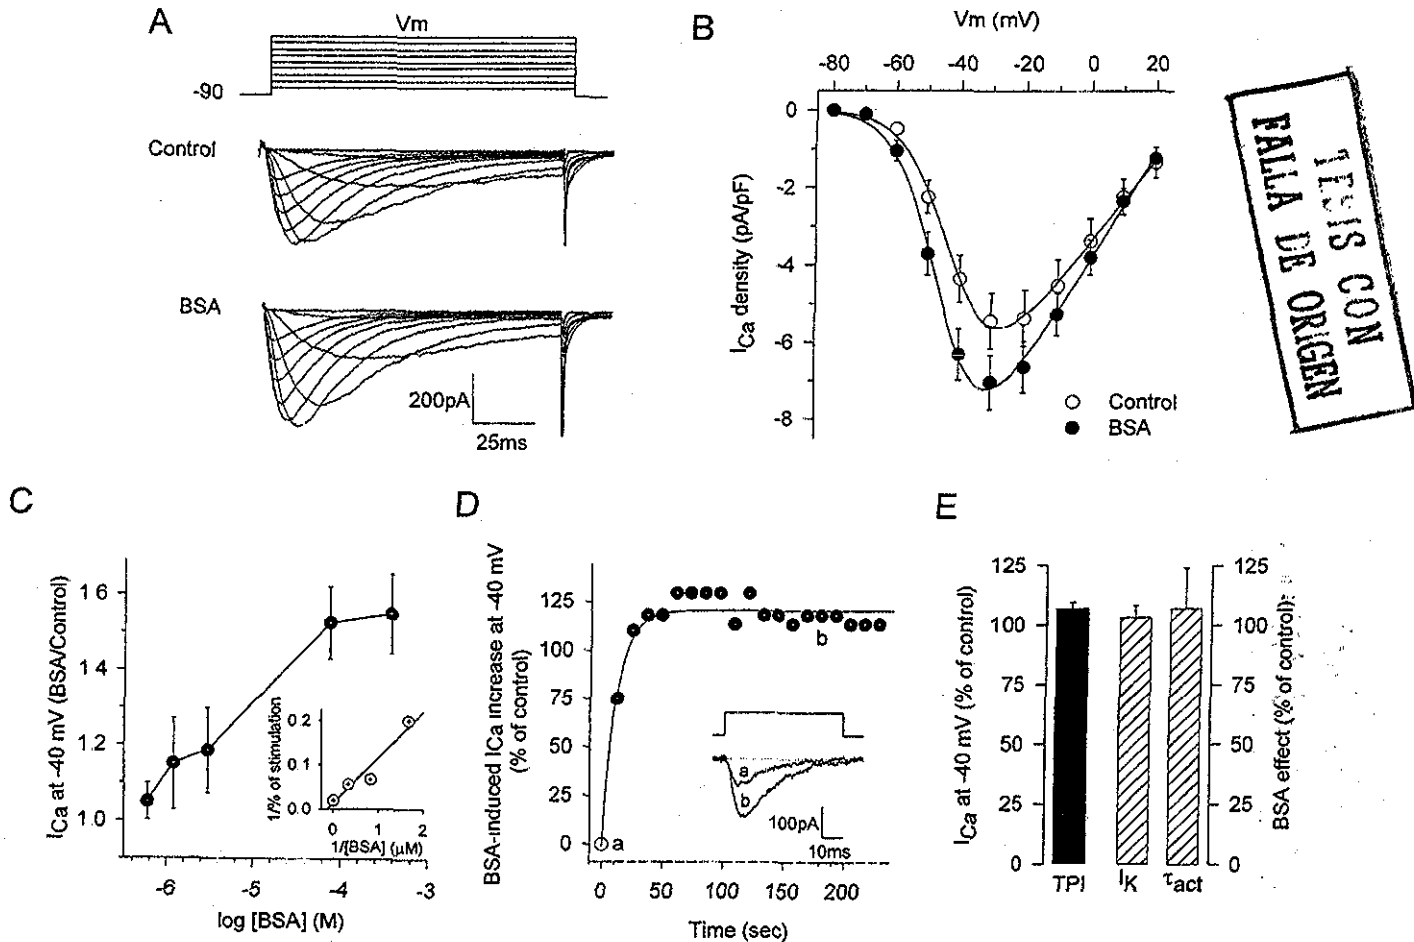 A
Vm
-90
Control
BSA
200pA
25ms
B
Vm (mV)
-80 -60 -40 -20 0 20
0
-2
-4
-6
-8
ICa density (pA/pF)
Control
BSA
TESIS CON
FALLA DE ORIGEN
C
ICa at -40 mV (BSA/Control)
1 6
1 4
1 2
1 0
-6 -5 -4 -3
log [BSA] (M)
1/% of stimulation
0.2
0.1
0.0
0 1 2
1/[BSA] (µM)
D
BSA-induced ICa increase at -40 mV
(% of control)
125
100
75
50
25
0
a
b
a
b
100pA
10ms
0 50 100 150 200
Time (sec)
E
ICa at -40 mV (% of control)
125
100
75
50
25
0
TPI IK τact
125
100
75
50
25
0
BSA effect (% of control)